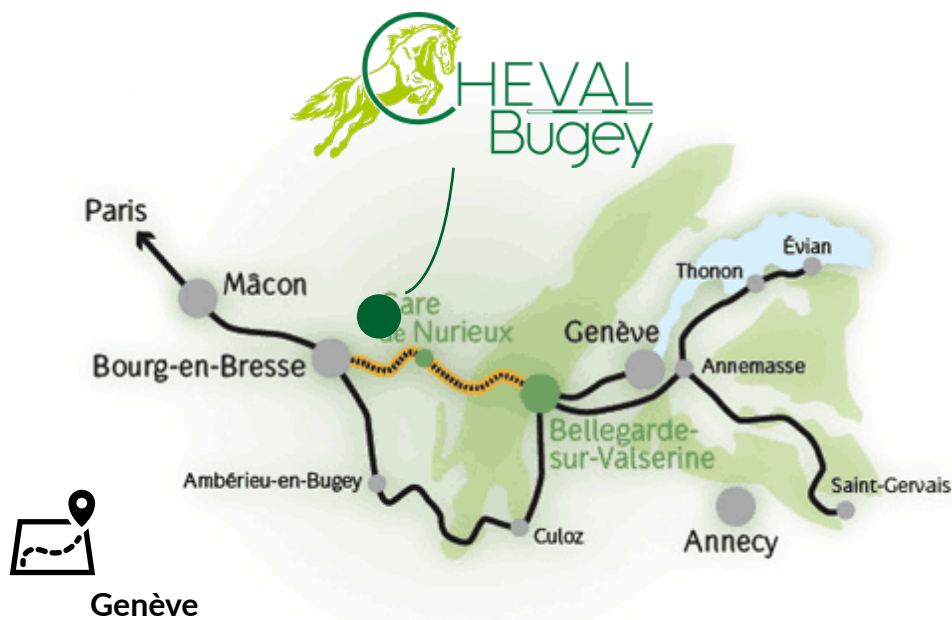 CHEVAL
Bugey
Paris
Évian
Thonon
Mâcon
Gare
de Nurieux
Genève
Bourg-en-Bresse
Annemasse
Bellegarde-
sur-Valserine
Ambérieu-en-Bugey
Saint-Gervais
Culoz
Annecy
Genève